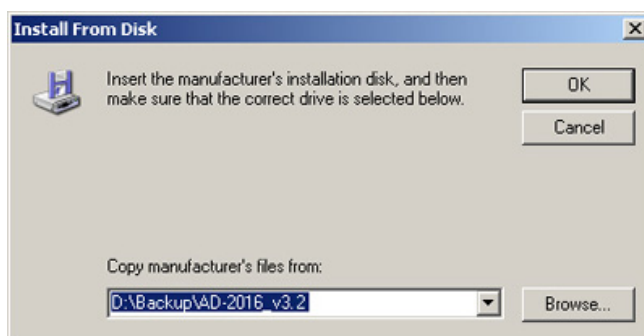 Install From Disk
Insert the manufacturer's installation disk, and then
make sure that the correct drive is selected below.
OK
Cancel
Copy manufacturer's files from:
D:\Backup\AD-2016_v3.2
Browse...